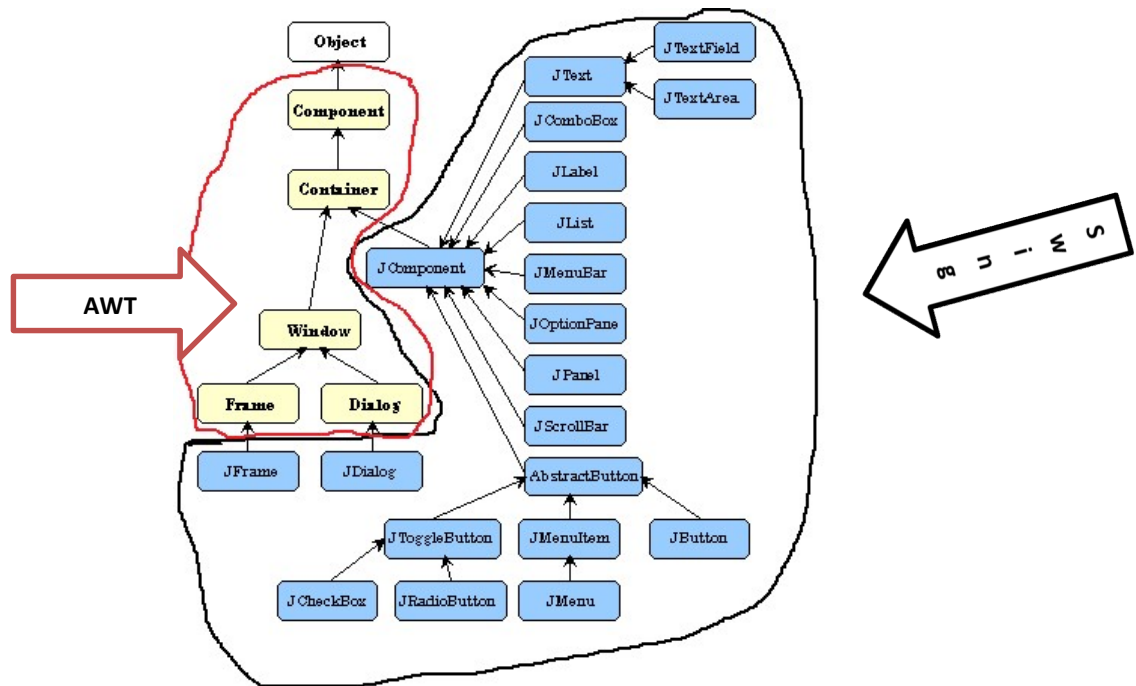 Object
JTextField
JText
Component
JTextArea
JComboBox
Container
JLabel
JList
Swing
JComponent
JMenuBar
AWT
JOptionPane
Window
JPanel
Frame
Dialog
JScrollBar
JFrame
JDialog
AbstractButton
JToggleButton
JMenuItem
JButton
JCheckBox
JRadioButton
JMenu